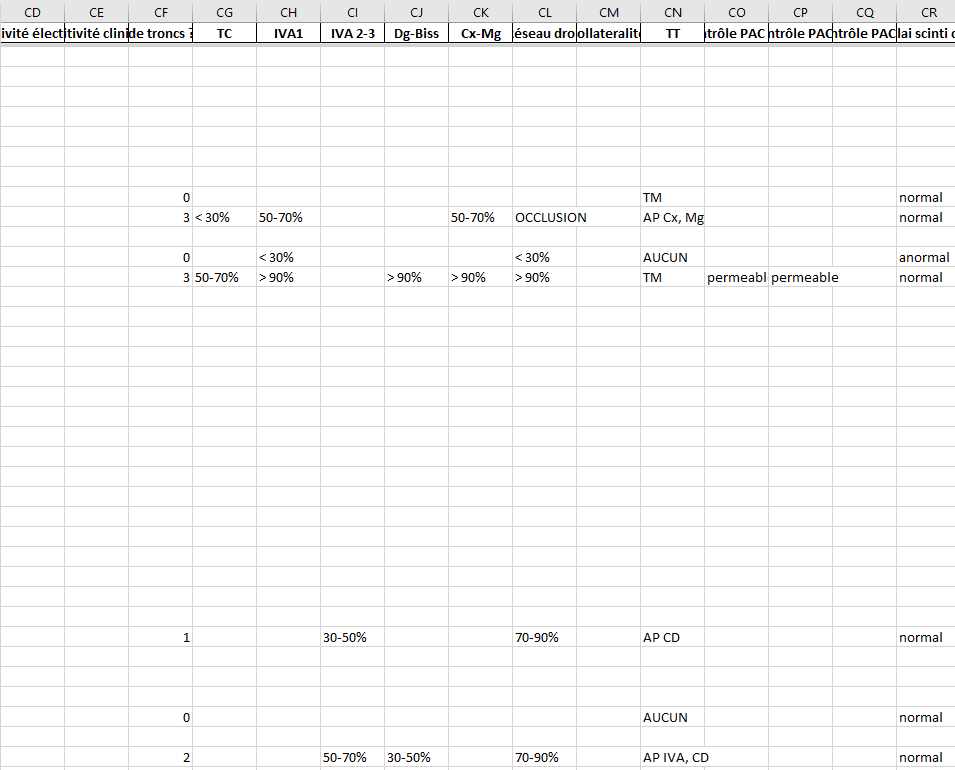 CD CE CF CG CH CI CJ CK CL CM CN CO CP CQ CR
ivité élect tivité clini de troncs ? TC IVA1 IVA 2-3 Dg-Biss Cx-Mg éseau dro ollateralité TT ntrôle PAC ntrôle PAC ntrôle PAC lai scinti
0 TM normal
3 < 30% 50-70% 50-70% OCCLUSION AP Cx, Mg normal
0 < 30% < 30% AUCUN anormal
3 50-70% > 90% > 90% > 90% > 90% TM permeabl permeable normal
1 30-50% 70-90% AP CD normal
0 AUCUN normal
2 50-70% 30-50% 70-90% AP IVA, CD normal